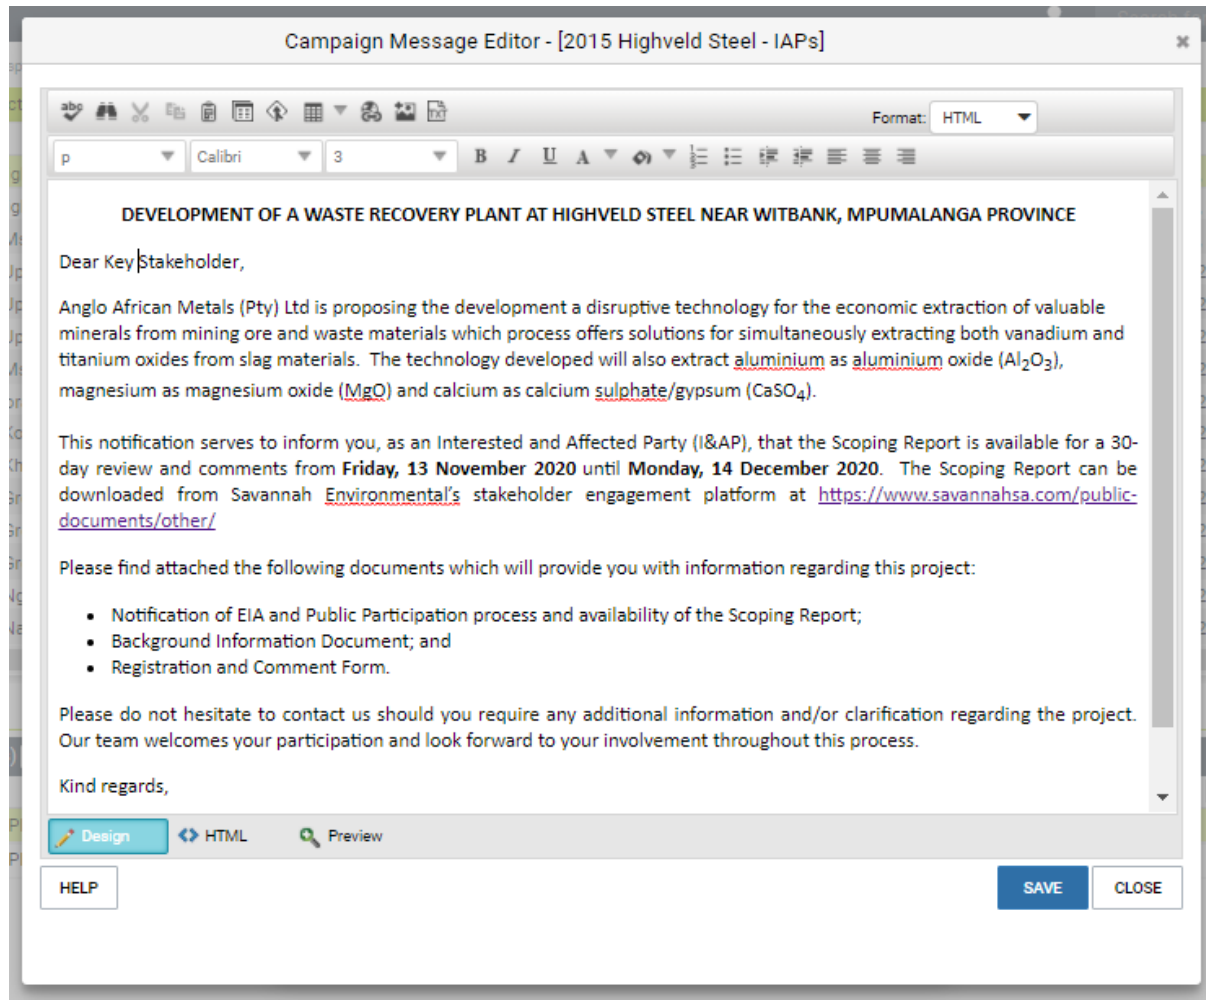 Campaign Message Editor - [2015 Highveld Steel - IAPs]
abc
TXT
Format: HTML
p Calibri 3 B I U A
DEVELOPMENT OF A WASTE RECOVERY PLANT AT HIGHVELD STEEL NEAR WITBANK, MPUMALANGA PROVINCE
Dear Key Stakeholder,
Anglo African Metals (Pty) Ltd is proposing the development a disruptive technology for the economic extraction of valuable
minerals from mining ore and waste materials which process offers solutions for simultaneously extracting both vanadium and
titanium oxides from slag materials.  The technology developed will also extract aluminium as aluminium oxide (Al₂O₃),
magnesium as magnesium oxide (MgO) and calcium as calcium sulphate/gypsum (CaSO₄).
This notification serves to inform you, as an Interested and Affected Party (I&AP), that the Scoping Report is available for a 30-
day review and comments from Friday, 13 November 2020 until Monday, 14 December 2020.  The Scoping Report can be
downloaded from Savannah Environmental's stakeholder engagement platform at https://www.savannahsa.com/public-
documents/other/
Please find attached the following documents which will provide you with information regarding this project:
• Notification of EIA and Public Participation process and availability of the Scoping Report;
• Background Information Document; and
• Registration and Comment Form.
Please do not hesitate to contact us should you require any additional information and/or clarification regarding the project.
Our team welcomes your participation and look forward to your involvement throughout this process.
Kind regards,
Design HTML Preview
HELP SAVE CLOSE